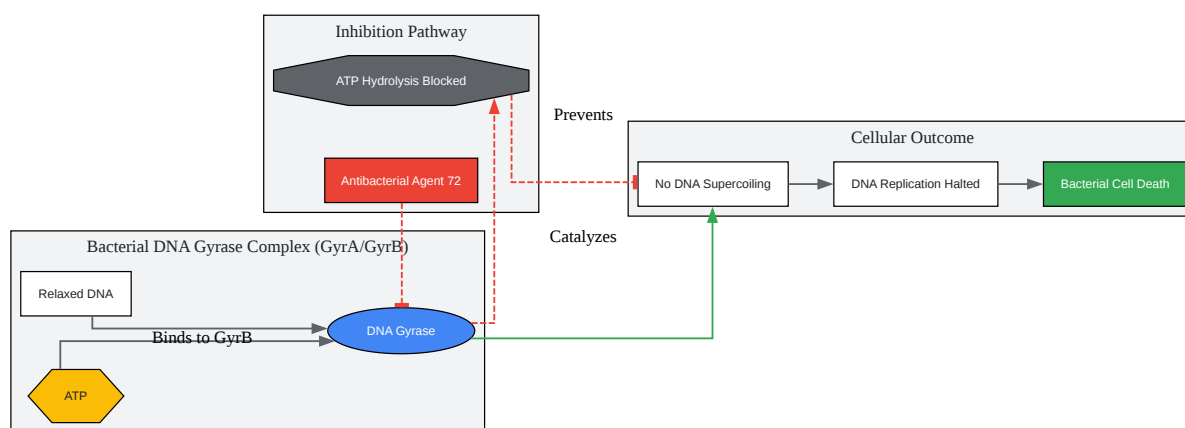 Inhibition Pathway
ATP Hydrolysis Blocked
Antibacterial Agent 72
Prevents
Catalyzes
Cellular Outcome
No DNA Supercoiling
DNA Replication Halted
Bacterial Cell Death
Bacterial DNA Gyrase Complex (GyrA/GyrB)
Relaxed DNA
Binds to GyrB
DNA Gyrase
ATP